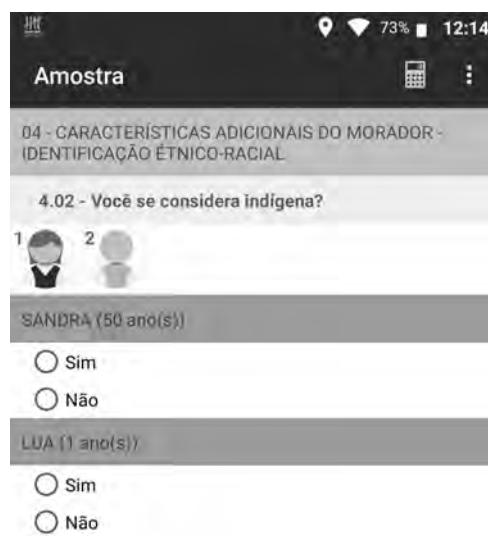 73% 12:14
Amostra
04 - CARACTERÍSTICAS ADICIONAIS DO MORADOR -
IDENTIFICAÇÃO ÉTNICO-RACIAL
4.02 - Você se considera indígena?
1 2
SANDRA (50 ano(s))
Sim
Não
LUA (1 ano(s))
Sim
Não